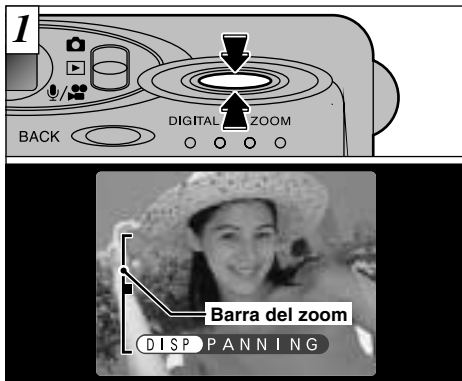 1
BACK
DIGITAL ZOOM
Barra del zoom
DISP PANNING